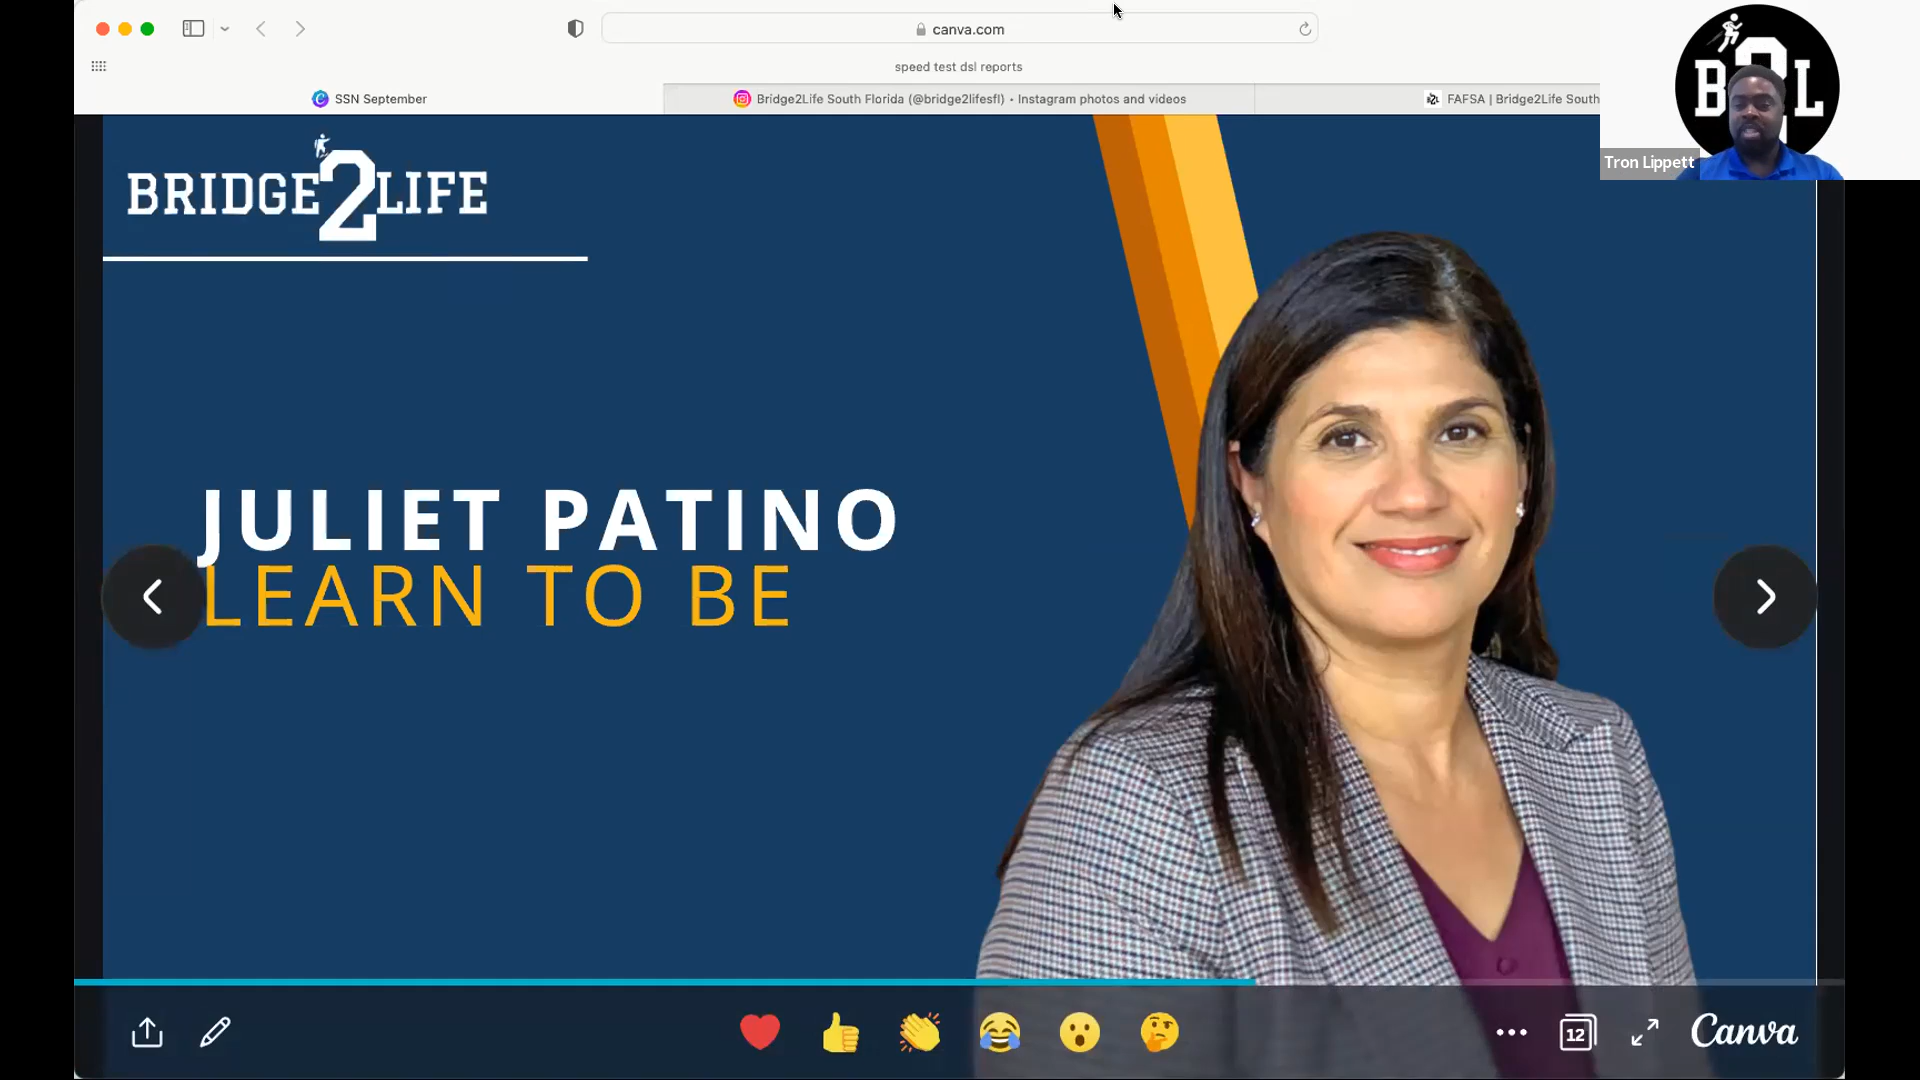 canva.com
speed test dsl reports
SSN September
Bridge2Life South Florida (@bridge2lifesfl) • Instagram photos and videos
FAFSA | Bridge2Life South
B2L
Tron Lippett
BRIDGE2LIFE
JULIET PATINO
LEARN TO BE
12
Canva